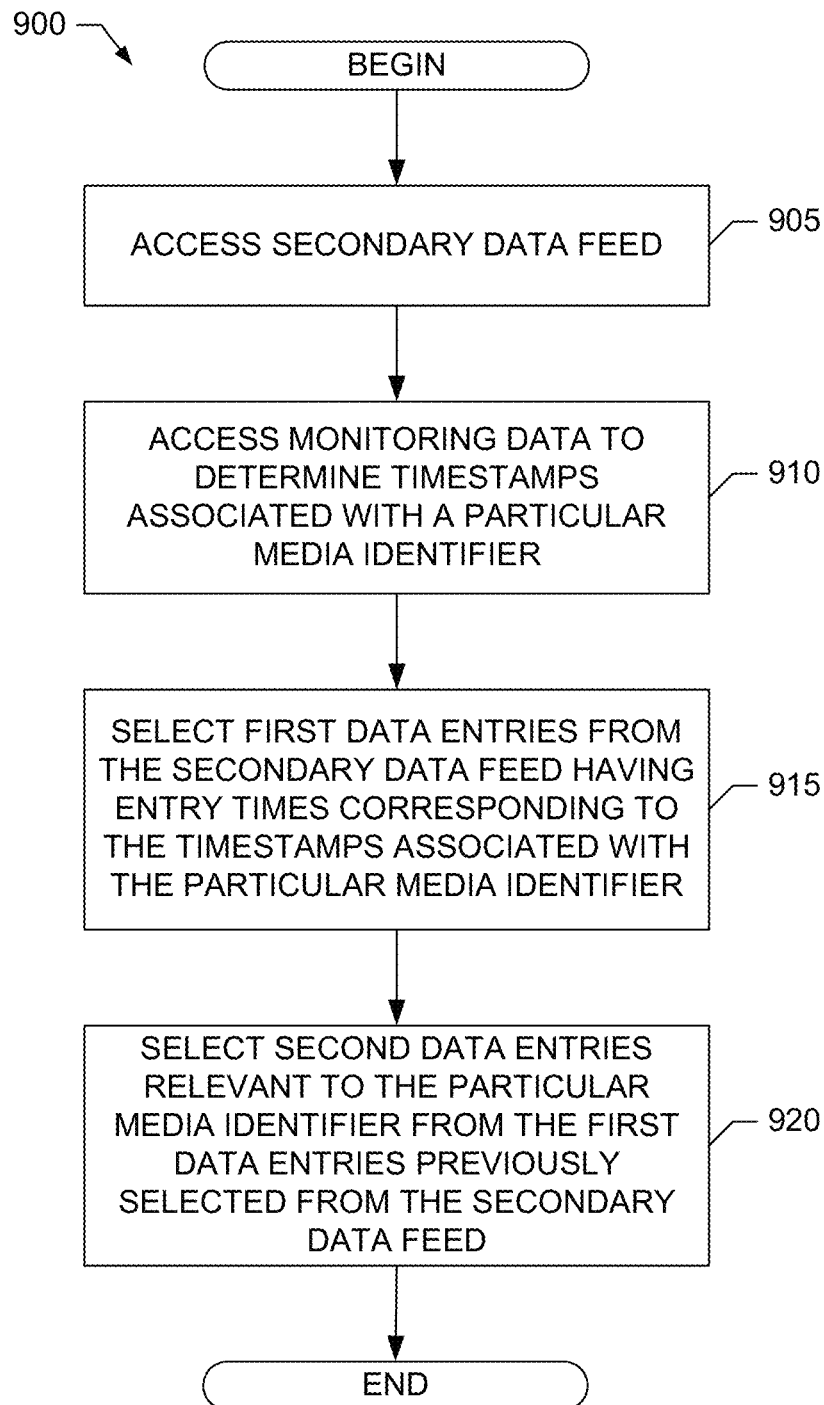 900
BEGIN
ACCESS SECONDARY DATA FEED
905
ACCESS MONITORING DATA TO
DETERMINE TIMESTAMPS
ASSOCIATED WITH A PARTICULAR
MEDIA IDENTIFIER
910
SELECT FIRST DATA ENTRIES FROM
THE SECONDARY DATA FEED HAVING
ENTRY TIMES CORRESPONDING TO
THE TIMESTAMPS ASSOCIATED WITH
THE PARTICULAR MEDIA IDENTIFIER
915
SELECT SECOND DATA ENTRIES
RELEVANT TO THE PARTICULAR
MEDIA IDENTIFIER FROM THE FIRST
DATA ENTRIES PREVIOUSLY
SELECTED FROM THE SECONDARY
DATA FEED
920
END